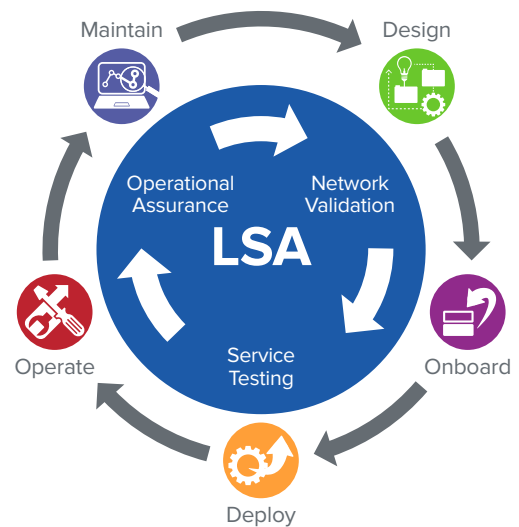 Maintain
Design
Operational
Assurance
Network
Validation
LSA
Service
Testing
Operate
Onboard
Deploy